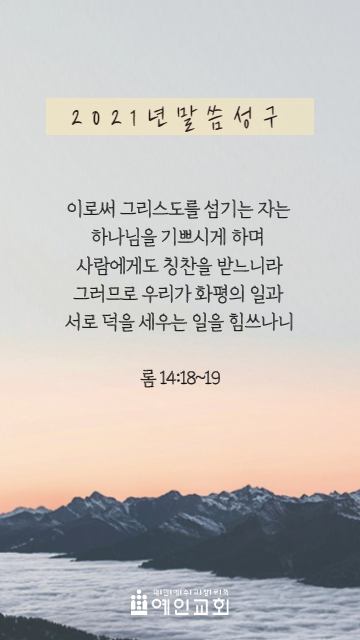 2021년말씀성구
이로써 그리스도를 섬기는 자는
하나님을 기쁘시게 하며
사람에게도 칭찬을 받느니라
그러므로 우리가 화평의 일과
서로 덕을 세우는 일을 힘쓰나니
롬 14:18~19
예인교회